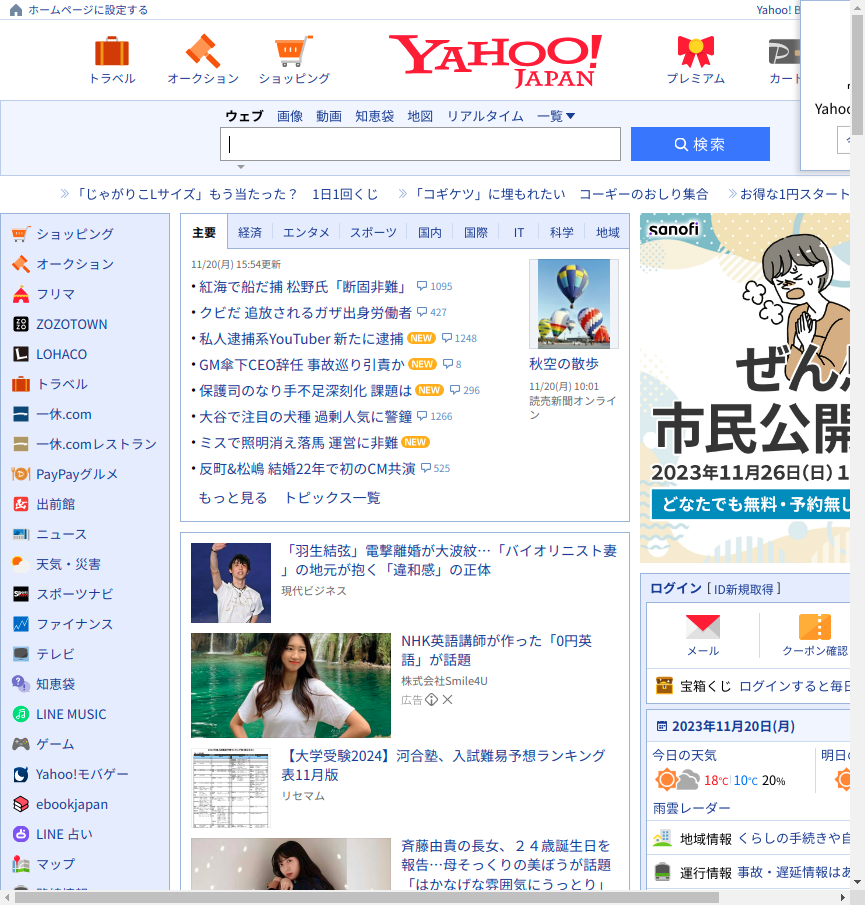 ホームページに設定する
Yahoo! B
トラベル
オークション
ショッピング
YAHOO!
JAPAN
プレミアム
カード
Yahoo
ウェブ 画像 動画 知恵袋 地図 リアルタイム 一覧
検索
「じゃがりこLサイズ」もう当たった？ 1日1回くじ
「コギケツ」に埋もれたい コーギーのおしり集合
お得な1円スタート
ショッピング
オークション
フリマ
ZOZOTOWN
LOHACO
トラベル
一休.com
一休.comレストラン
PayPayグルメ
出前館
ニュース
天気・災害
スポーツナビ
ファイナンス
テレビ
知恵袋
LINE MUSIC
ゲーム
Yahoo!モバゲー
ebookjapan
LINE 占い
マップ
主要 経済 エンタメ スポーツ 国内 国際 IT 科学 地域
11/20(月) 15:54更新
・紅海で船だ捕 松野氏「断固非難」 1095
・クビだ 追放されるガザ出身労働者 427
・私人逮捕系YouTuber 新たに逮捕 NEW 1248
・GM傘下CEO辞任 事故巡り引責か NEW 8
・保護司のなり手不足深刻化 課題は NEW 296
・大谷で注目の犬種 過剰人気に警鐘 1266
・ミスで照明消え落馬 運営に非難 NEW
・反町&松嶋 結婚22年で初のCM共演 525
もっと見る トピックス一覧
秋空の散歩
11/20(月) 10:01
読売新聞オンライ
ン
「羽生結弦」電撃離婚が大波紋…「バイオリニスト妻
」の地元が抱く「違和感」の正体
現代ビジネス
NHK英語講師が作った「0円英
語」が話題
株式会社Smile4U
広告
【大学受験2024】河合塾、入試難易予想ランキング
表11月版
リセマム
斉藤由貴の長女、２４歳誕生日を
報告…母そっくりの美ぼうが話題
「はかなげな雰囲気にうっとり」
sanofi
ぜん
市民公開
2023年11月26日(日) 1
どなたでも無料・予約無し
ログイン [ ID新規取得 ]
メール
クーポン確認
宝箱くじ ログインすると毎日
2023年11月20日(月)
今日の天気
明日の
18℃ 10℃ 20%
雨雲レーダー
地域情報 くらしの手続きや自
運行情報 事故・遅延情報はあ